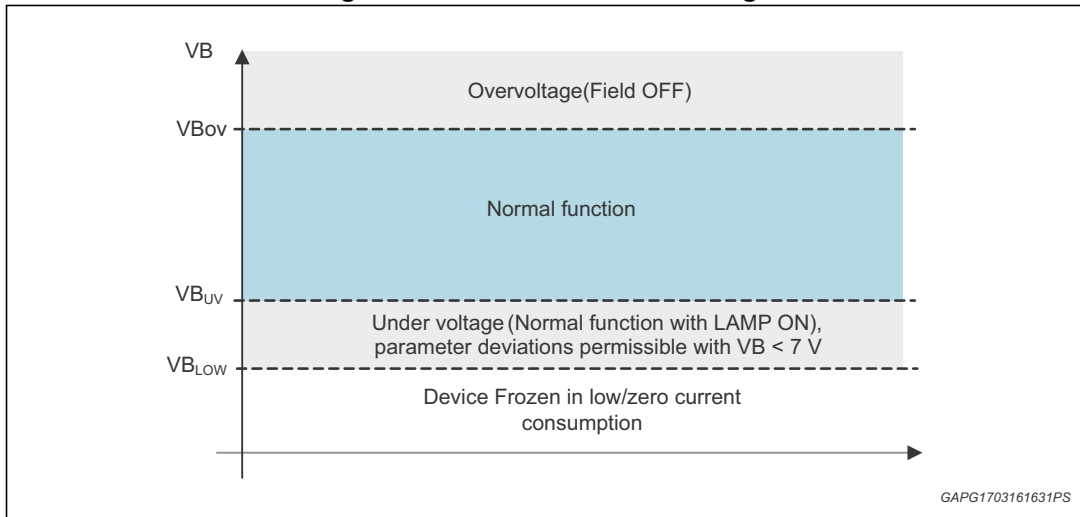 VB
Overvoltage(Field OFF)
VBov
Normal function
VBUV
Under voltage (Normal function with LAMP ON),
parameter deviations permissible with VB < 7 V
VBLOW
Device Frozen in low/zero current
consumption
GAPG1703161631PS